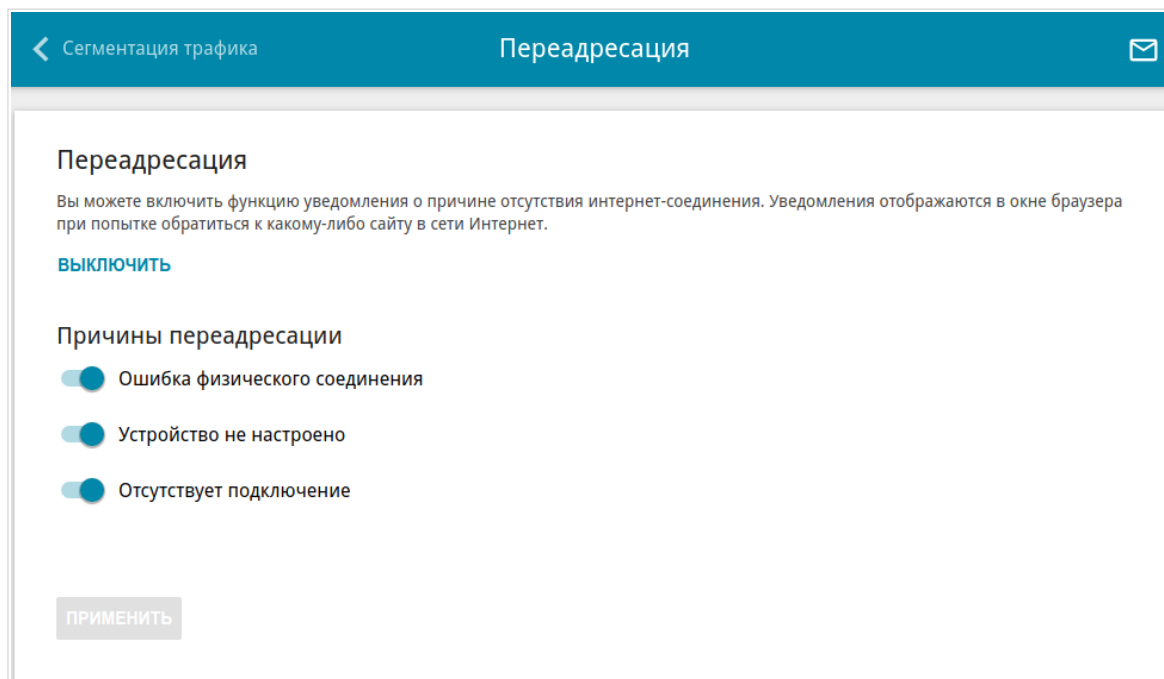 Сегментация трафика
Переадресация
Переадресация
Вы можете включить функцию уведомления о причине отсутствия интернет-соединения. Уведомления отображаются в окне браузера
при попытке обратиться к какому-либо сайту в сети Интернет.
ВЫКЛЮЧИТЬ
Причины переадресации
Ошибка физического соединения
Устройство не настроено
Отсутствует подключение
ПРИМЕНИТЬ